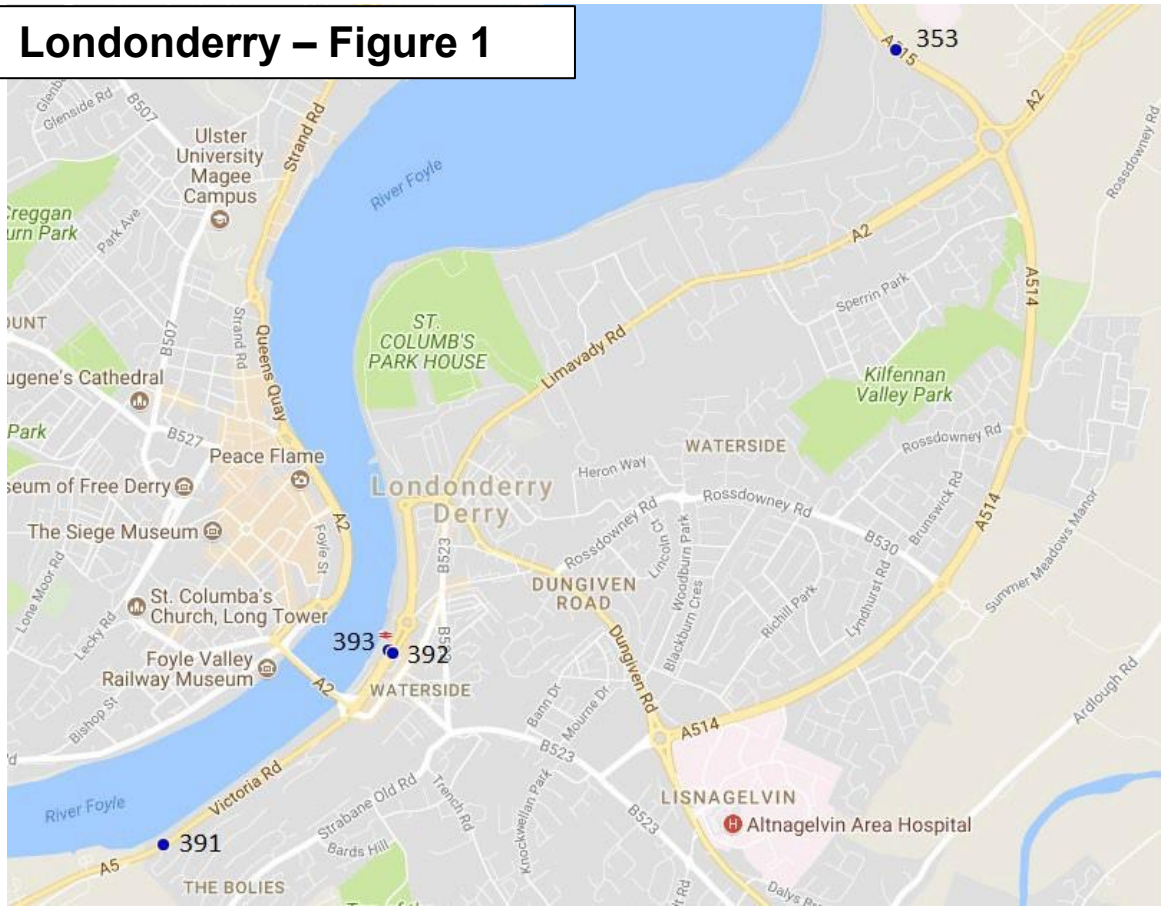 Londonderry – Figure 1
353
A2
Glenside Rd
B507
Ulster
University
Magee
Campus
Strand Rd
River Foyle
Rossdowney Rd
Creggan
Park Ave
A2
A514
Sperrin Park
ST.
COLUMB'S
PARK HOUSE
B507
Strand Rd
Queens Quay
Limavady Rd
Kilfennan
Valley Park
ugene's Cathedral
Park
B527
Peace Flame
WATERSIDE
Rossdowney Rd
Heron Way
seum of Free Derry
Londonderry
Derry
Rossdowney Rd
Rossdowney Rd
Brunswick Rd
A514
The Siege Museum
A2
Foyle St
B523
Lincoln Ct
Woodburn Park
B530
Summer Meadows Manor
Lone Moor Rd
St. Columba's
Church, Long Tower
DUNGIVEN
ROAD
Blackburn Cres
Richill Park
Lyndhurst Rd
Lecky Rd
393
392
Foyle Valley
Railway Museum
A2
WATERSIDE
Dungiven Rd
Ardlough Rd
Bishop St
Bann Dr
Mourne Dr
A514
B523
River Foyle
Victoria Rd
Strabane Old Rd
Trench Rd
Knockwellan Park
B523
LISNAGELVIN
H Altnagelvin Area Hospital
391
Bards Hill
A5
THE BOLIES